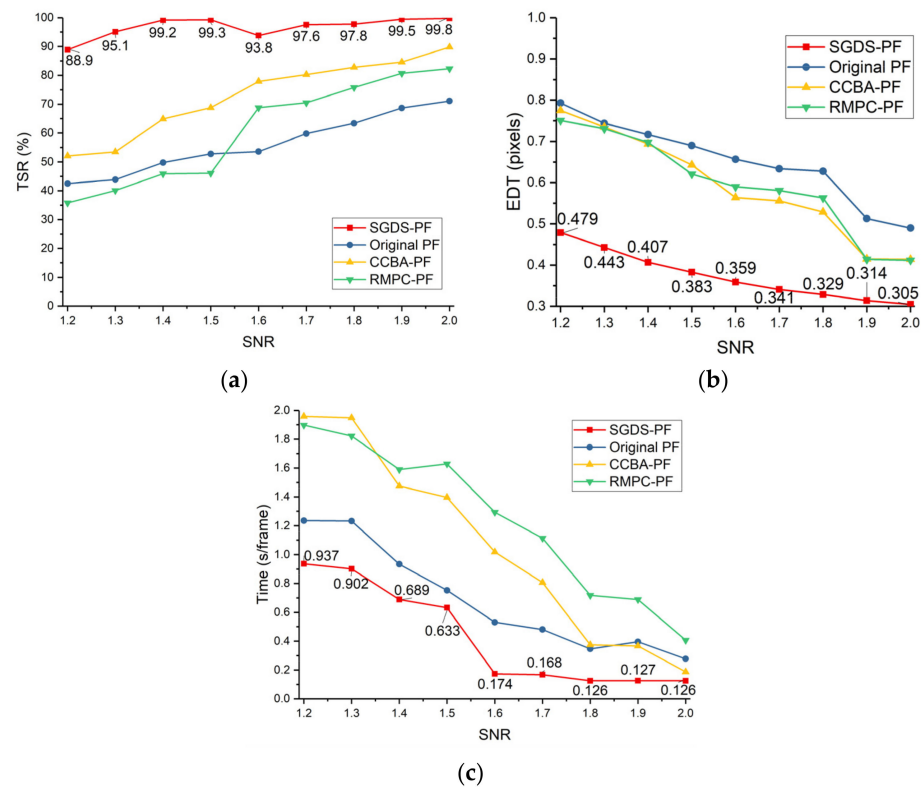 100
90
80
70
60
50
40
30
20
10
0
TSR (%)
88.9
95.1
99.2
99.3
93.8
97.6
97.8
99.5
99.8
SGDS-PF
Original PF
CCBA-PF
RMPC-PF
1.2 1.3 1.4 1.5 1.6 1.7 1.8 1.9 2.0
SNR
(a)
1.0
0.9
0.8
0.7
0.6
0.5
0.4
0.3
EDT (pixels)
SGDS-PF
Original PF
CCBA-PF
RMPC-PF
0.479
0.443
0.407
0.383
0.359
0.341
0.329
0.314
0.305
1.2 1.3 1.4 1.5 1.6 1.7 1.8 1.9 2.0
SNR
(b)
2.0
1.8
1.6
1.4
1.2
1.0
0.8
0.6
0.4
0.2
0.0
Time (s/frame)
SGDS-PF
Original PF
CCBA-PF
RMPC-PF
0.937
0.902
0.689
0.633
0.174
0.168
0.126
0.127
0.126
1.2 1.3 1.4 1.5 1.6 1.7 1.8 1.9 2.0
SNR
(c)